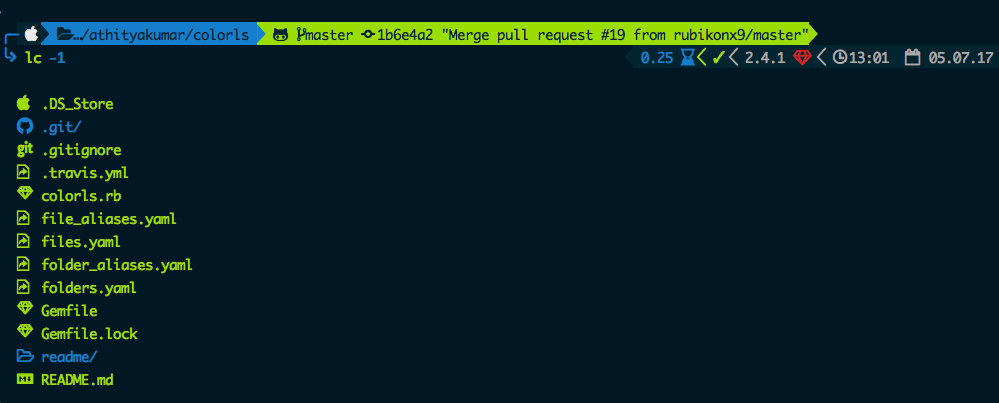 …/athityakumar/colorls master 1b6e4a2 "Merge pull request #19 from rubikonx9/master"
lc -1 0.25 ✓ 2.4.1 13:01 05.07.17
.DS_Store
.git/
git .gitignore
.travis.yml
colorls.rb
file_aliases.yaml
files.yaml
folder_aliases.yaml
folders.yaml
Gemfile
Gemfile.lock
readme/
README.md